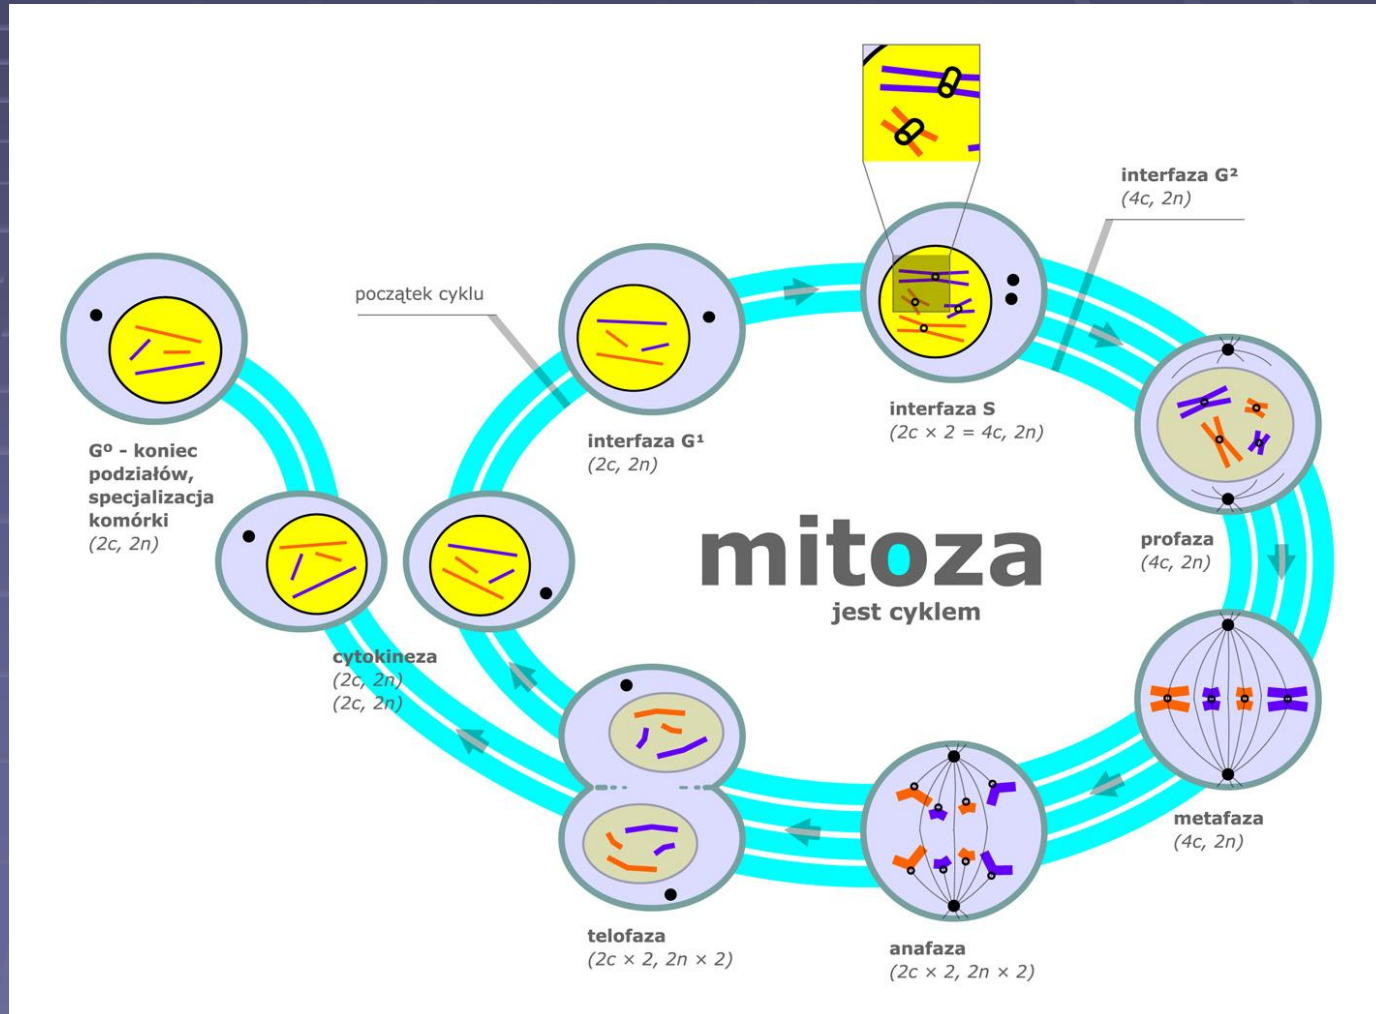 interfaza G²
(4c, 2n)
początek cyklu
interfaza S
(2c × 2 = 4c, 2n)
interfaza G¹
(2c, 2n)
G⁰ - koniec
podziałów,
specjalizacja
komórki
(2c, 2n)
mitoza
jest cyklem
profaza
(4c, 2n)
cytokineza
(2c, 2n)
(2c, 2n)
metafaza
(4c, 2n)
telofaza
(2c × 2, 2n × 2)
anafaza
(2c × 2, 2n × 2)